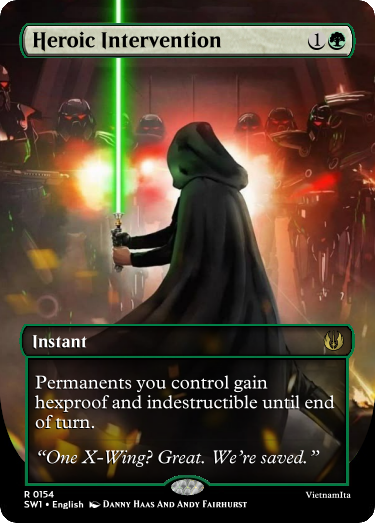 Heroic Intervention 1
Instant
Permanents you control gain
hexproof and indestructible until end
of turn.
“One X-Wing? Great. We’re saved.”
R 0154
SW1 • English DANNY HAAS AND ANDY FAIRHURST
VietnamIta